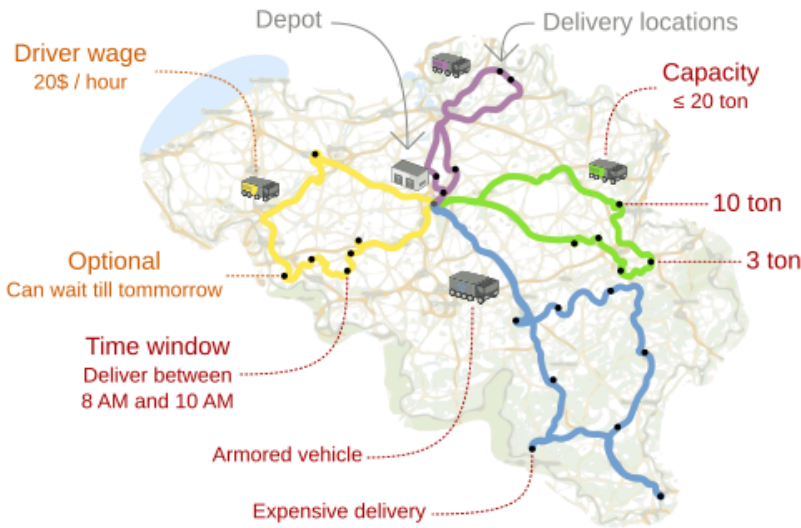 Depot
Delivery locations
Driver wage
20$ / hour
Capacity
≤ 20 ton
10 ton
3 ton
Optional
Can wait till tommorrow
Time window
Deliver between
8 AM and 10 AM
Armored vehicle
Expensive delivery